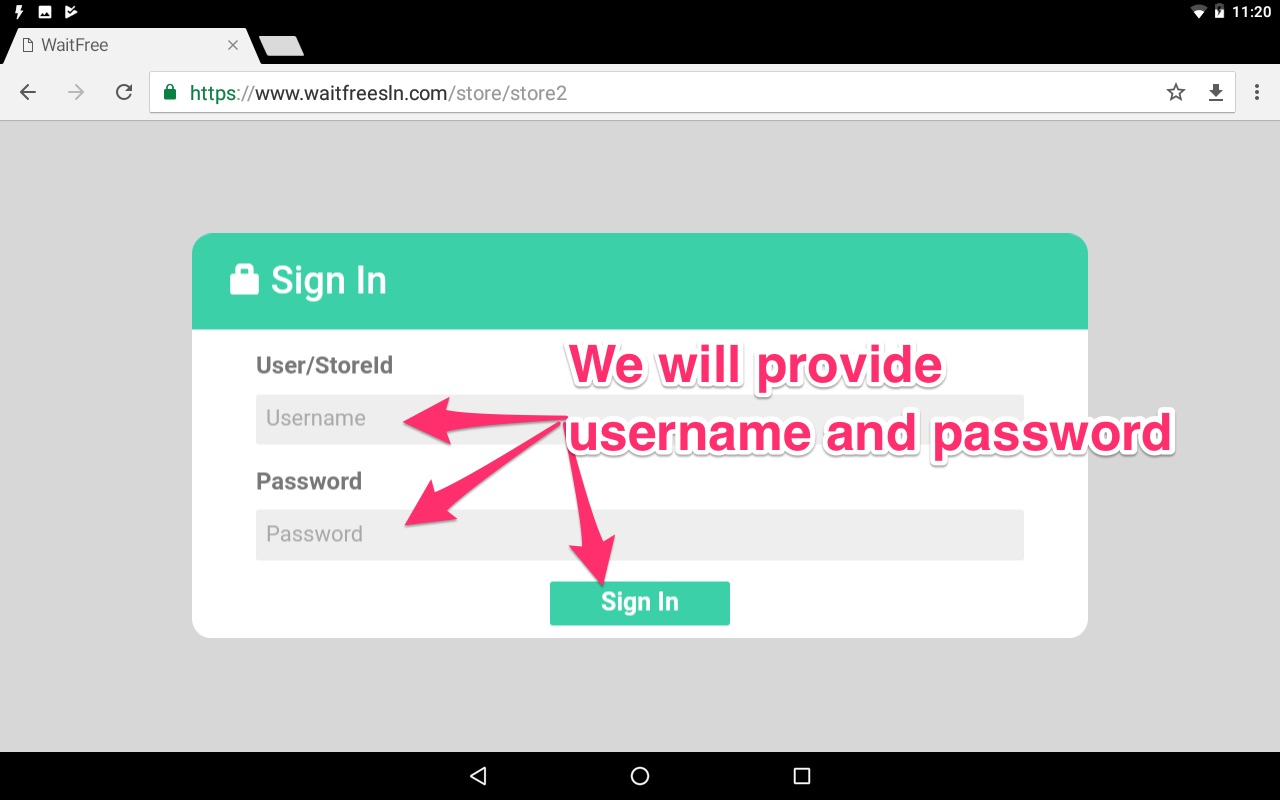 11:20
WaitFree
https://www.waitfreesln.com/store/store2
Sign In
User/StoreId
We will provide
Username
username and password
Password
Password
Sign In